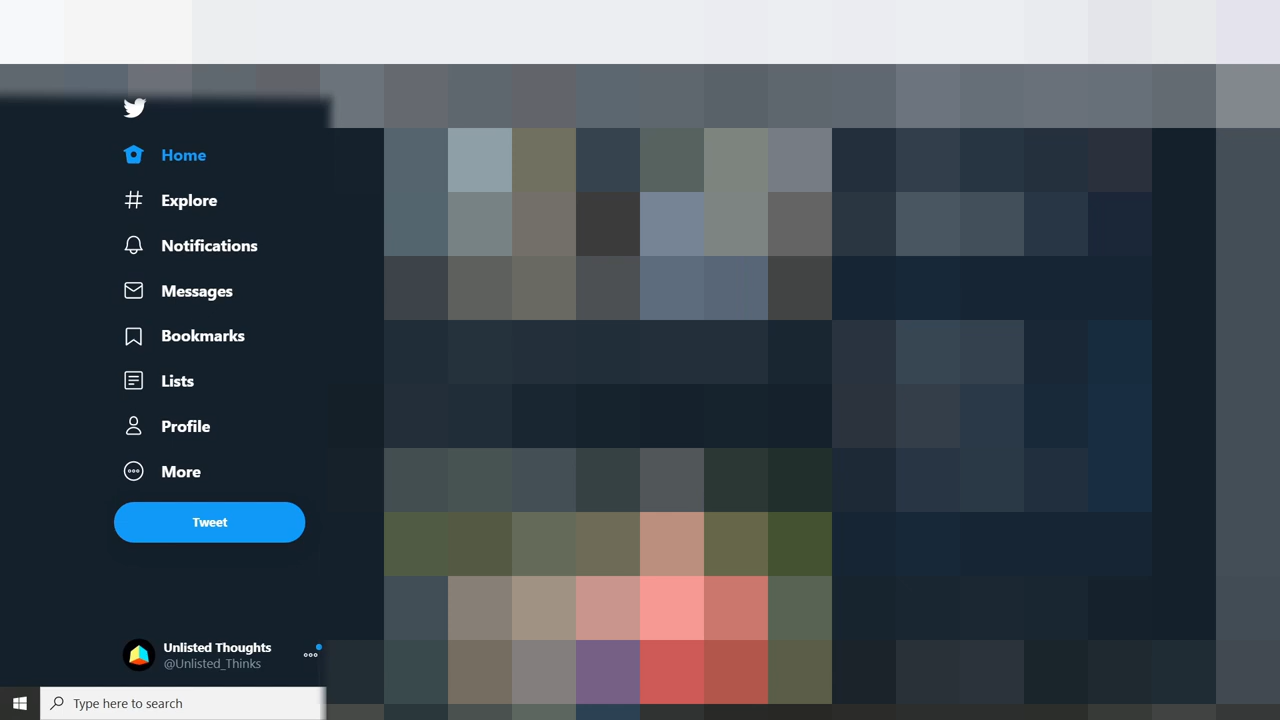 Home
Explore
Notifications
Messages
Bookmarks
Lists
Profile
More
Tweet
Unlisted Thoughts
@Unlisted_Thinks
Type here to search